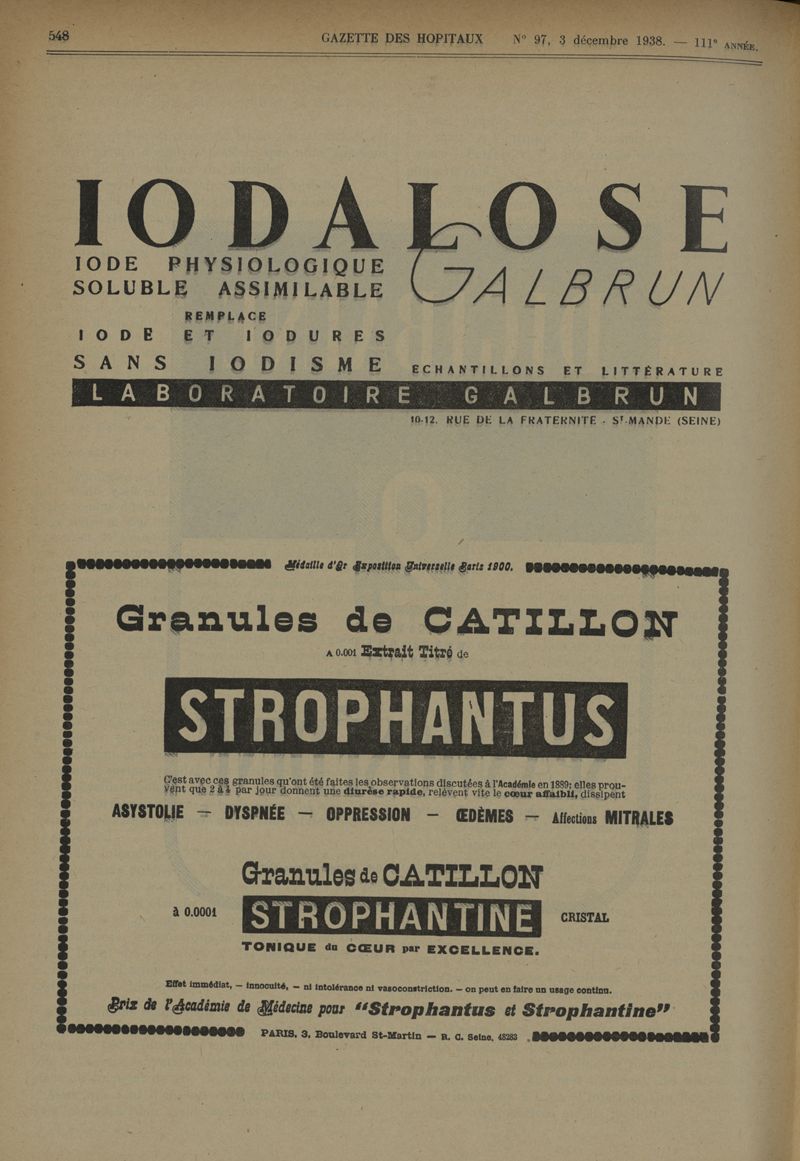 548
GAZETTE DES HOPITAUX N° 97, 3 décembre 1938. — 111e ANNÉE.
IODALOSE
IODE PHYSIOLOGIQUE
SOLUBLE ASSIMILABLE
GALBRUN
REMPLACE
IODE ET IODURES
SANS IODISME
ECHANTILLONS ET LITTÉRATURE
LABORATOIRE GALBRUN
10-12, RUE DE LA FRATERNITE - ST-MANDE (SEINE)
Médaille d'Or Exposition Universelle Paris 1900.
Granules de CATILLON
A 0.001 Extrait Titré de
STROPHANTUS
C'est avec ces granules qu'ont été faites les observations discutées à l'Académie en 1889; elles prou-
vent que 2 à 4 par jour donnent une diurèse rapide, relèvent vite le cœur affaibli, dissipent
ASYSTOLIE — DYSPNÉE — OPPRESSION — ŒDÈMES — Affections MITRALES
Granules de CATILLON
à 0.0001 STROPHANTINE CRISTAL
TONIQUE du CŒUR par EXCELLENCE.
Effet immédiat, — innocuité, — ni intolérance ni vasoconstriction. — on peut en faire un usage continu.
Prix de l'Académie de Médecine pour "Strophantus et Strophantine"
PARIS, 3, Boulevard St-Martin — R. C. Seine, 48283